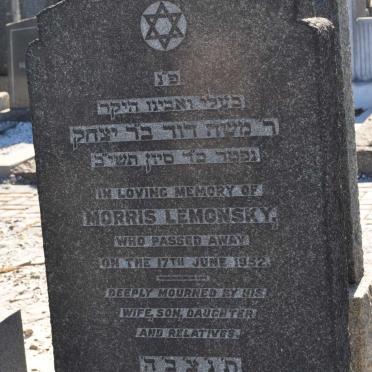 פ"נ
בעלי ואבינו היקר
ר' משה דוד בר יצחק
נפטר כ"ד סיון תשי"ב
IN LOVING MEMORY OF
MORRIS LEMONSKY,
WHO PASSED AWAY
ON THE 17TH JUNE 1952.
DEEPLY MOURNED BY HIS
WIFE, SON, DAUGHTER
AND RELATIVES.
ת נ צ ב ה